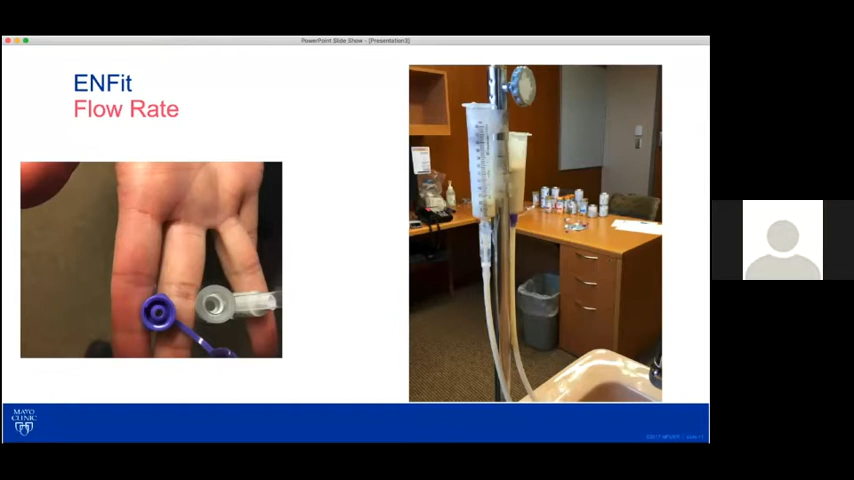 PowerPoint Slide Show - [Presentation3]
ENFit
Flow Rate
MAYO
CLINIC